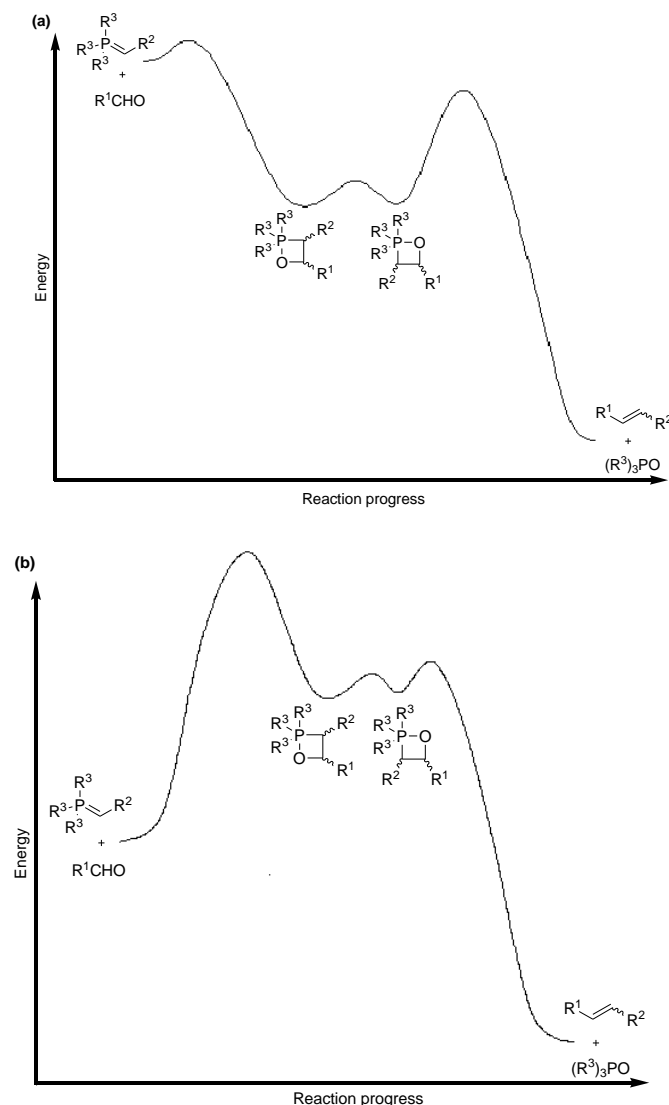 (a)
R³
R³ P R²
R³
+
R¹CHO
R³
R³ R²
R³ P
O R¹
R³
R³
R³ P O
R² R¹
Energy
R¹ R²
+
(R³)₃PO
Reaction progress
(b)
R³
R³ R²
R³ P
O R¹
R³
R³
R³ P O
R² R¹
R³
R³ P R²
R³
+
R¹CHO
Energy
R¹ R²
+
(R³)₃PO
Reaction progress